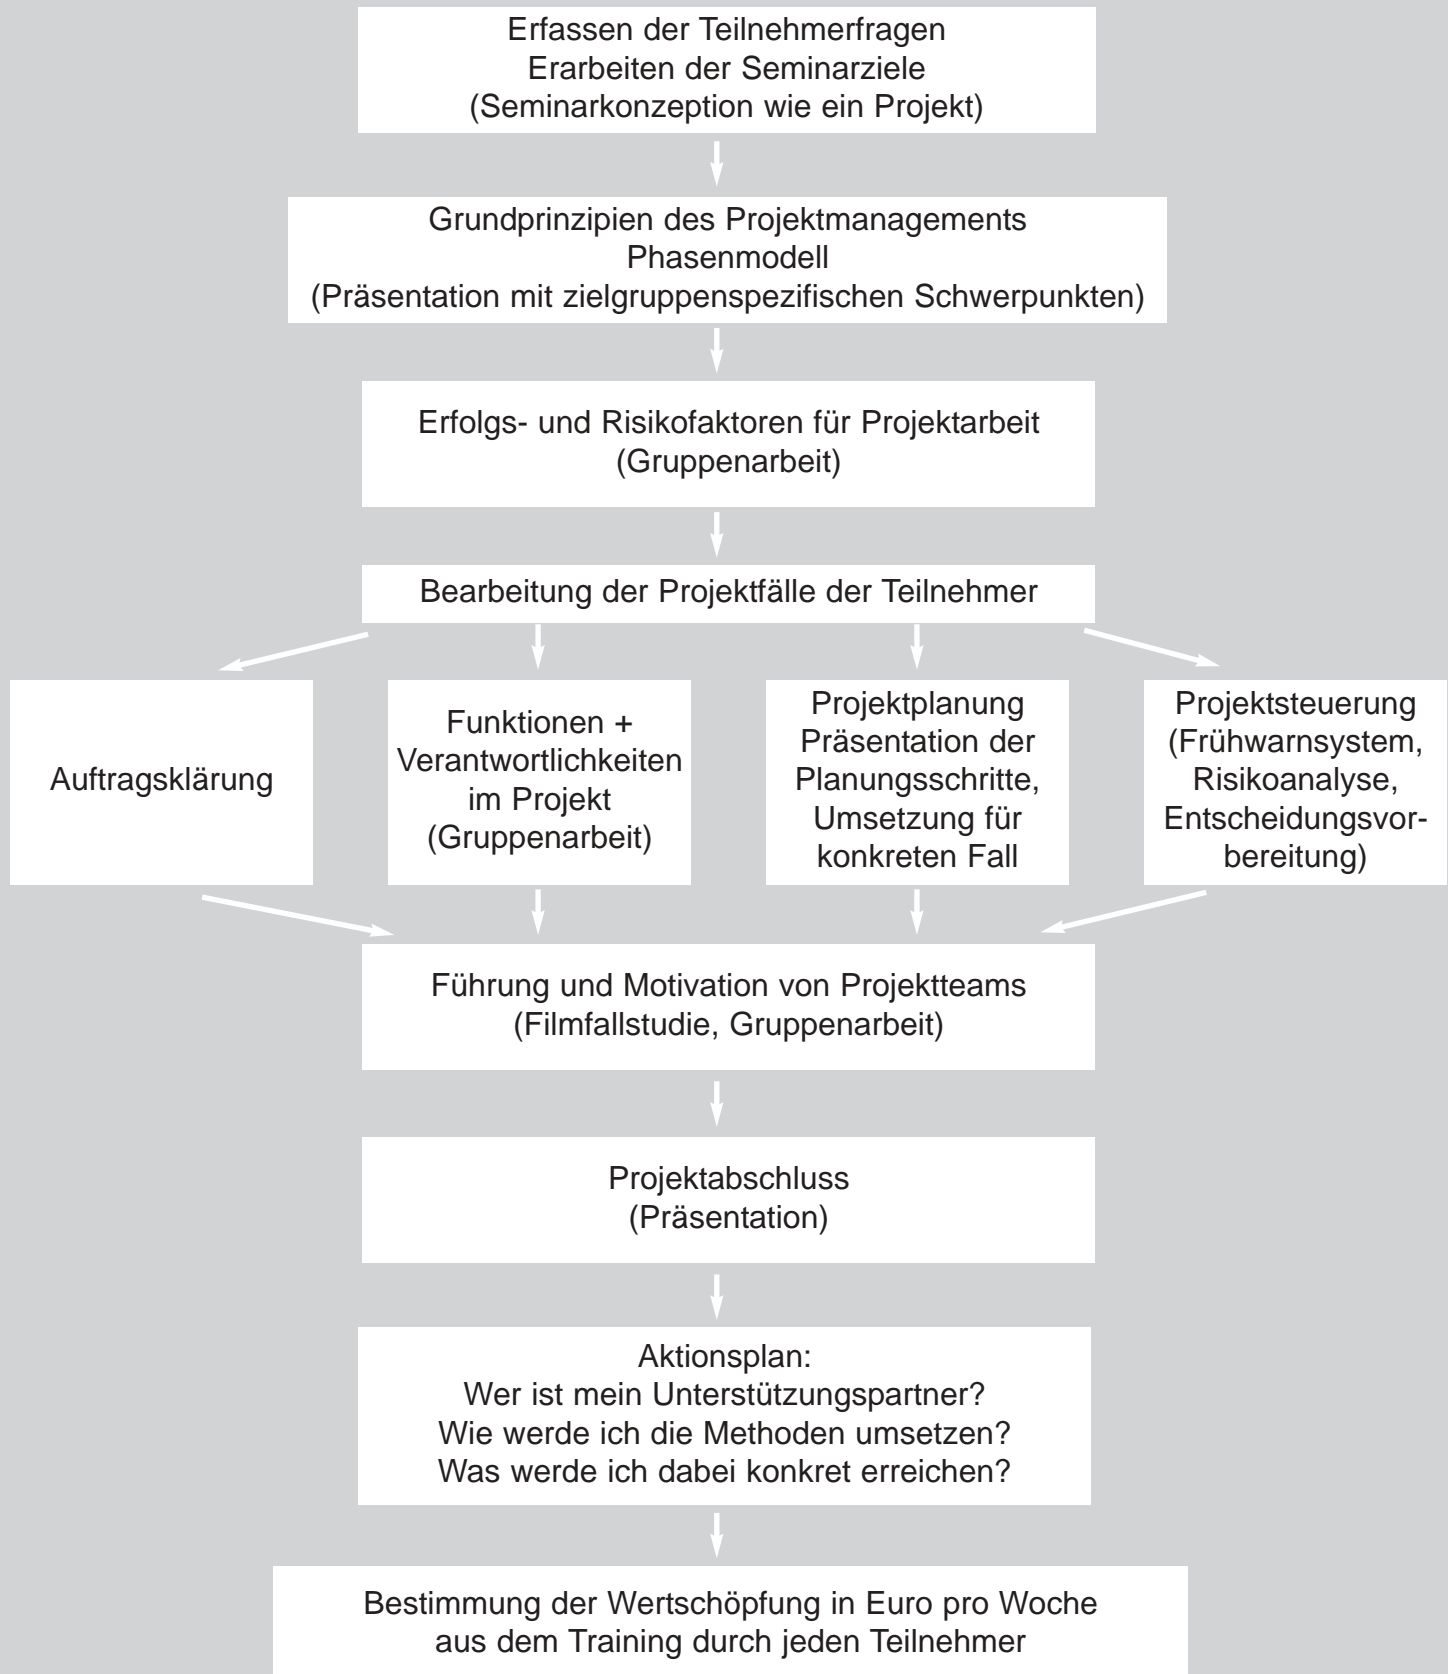 Erfassen der Teilnehmerfragen
Erarbeiten der Seminarziele
(Seminarkonzeption wie ein Projekt)
Grundprinzipien des Projektmanagements
Phasenmodell
(Präsentation mit zielgruppenspezifischen Schwerpunkten)
Erfolgs- und Risikofaktoren für Projektarbeit
(Gruppenarbeit)
Bearbeitung der Projektfälle der Teilnehmer
Auftragsklärung
Funktionen +
Verantwortlichkeiten
im Projekt
(Gruppenarbeit)
Projektplanung
Präsentation der
Planungsschritte,
Umsetzung für
konkreten Fall
Projektsteuerung
(Frühwarnsystem,
Risikoanalyse,
Entscheidungsvor-
bereitung)
Führung und Motivation von Projektteams
(Filmfallstudie, Gruppenarbeit)
Projektabschluss
(Präsentation)
Aktionsplan:
Wer ist mein Unterstützungspartner?
Wie werde ich die Methoden umsetzen?
Was werde ich dabei konkret erreichen?
Bestimmung der Wertschöpfung in Euro pro Woche
aus dem Training durch jeden Teilnehmer